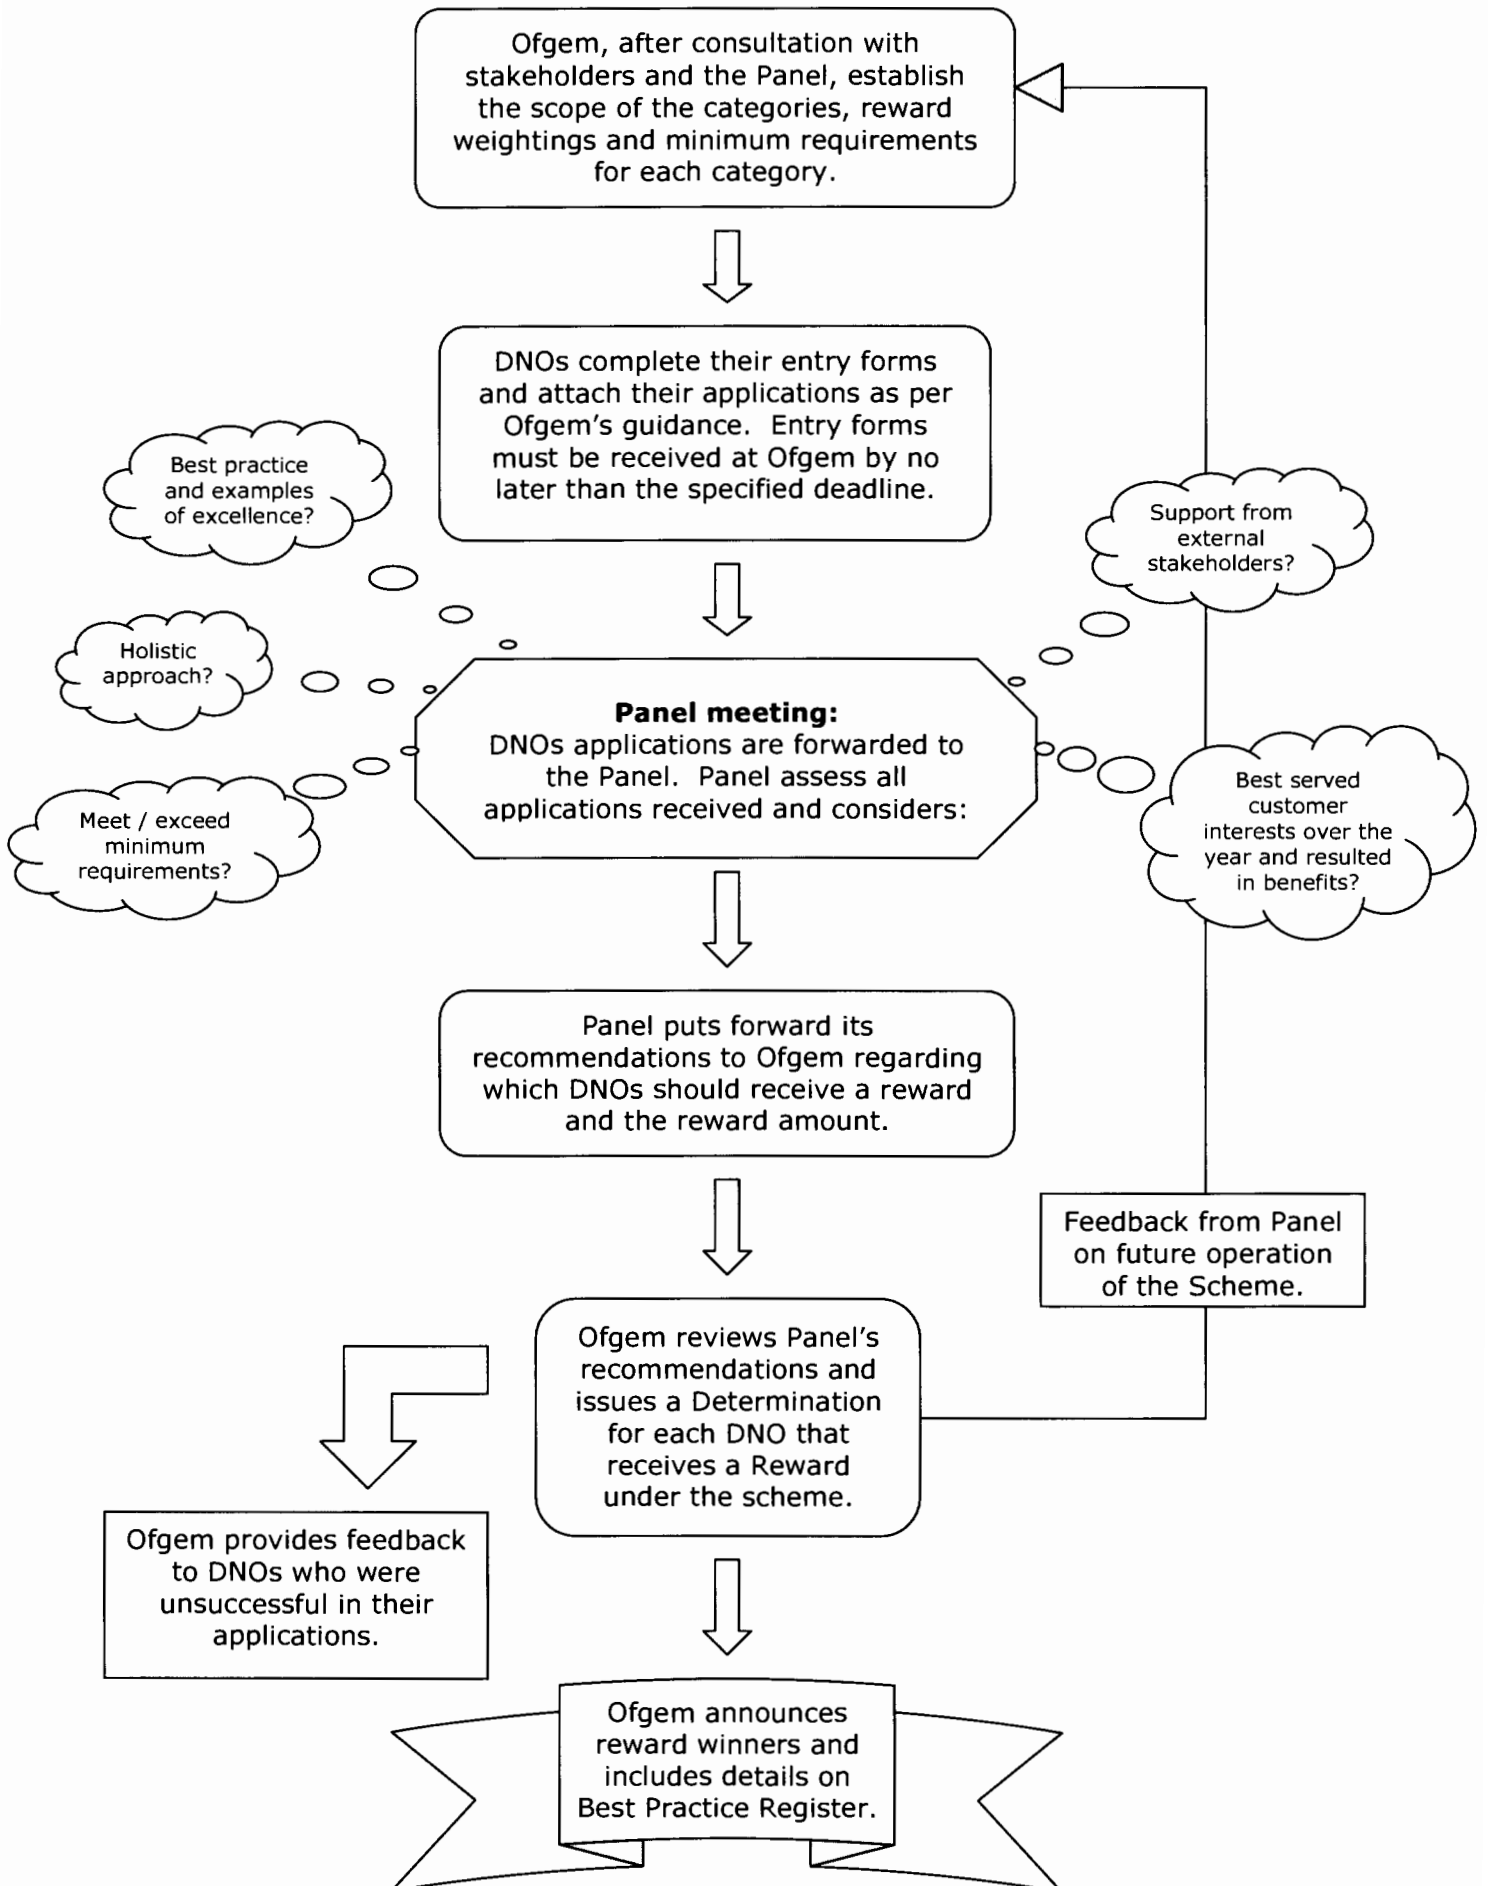 Ofgem, after consultation with
stakeholders and the Panel, establish
the scope of the categories, reward
weightings and minimum requirements
for each category.
DNOs complete their entry forms
and attach their applications as per
Ofgem's guidance.  Entry forms
must be received at Ofgem by no
later than the specified deadline.
Best practice
and examples
of excellence?
Support from
external
stakeholders?
Holistic
approach?
Panel meeting:
DNOs applications are forwarded to
the Panel.  Panel assess all
applications received and considers:
Meet / exceed
minimum
requirements?
Best served
customer
interests over the
year and resulted
in benefits?
Panel puts forward its
recommendations to Ofgem regarding
which DNOs should receive a reward
and the reward amount.
Feedback from Panel
on future operation
of the Scheme.
Ofgem reviews Panel's
recommendations and
issues a Determination
for each DNO that
receives a Reward
under the scheme.
Ofgem provides feedback
to DNOs who were
unsuccessful in their
applications.
Ofgem announces
reward winners and
includes details on
Best Practice Register.